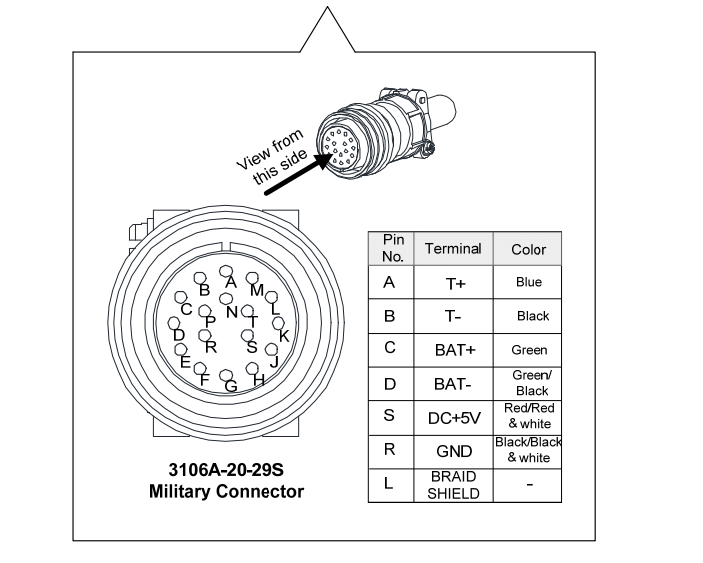 View from
this side
A
B
M
C
N
L
P
T
D
K
R
S
E
J
F
H
G
3106A-20-29S
Military Connector
Pin No. Terminal Color
A T+ Blue
B T- Black
C BAT+ Green
D BAT- Green/ Black
S DC+5V Red/Red & white
R GND Black/Black & white
L BRAID SHIELD -